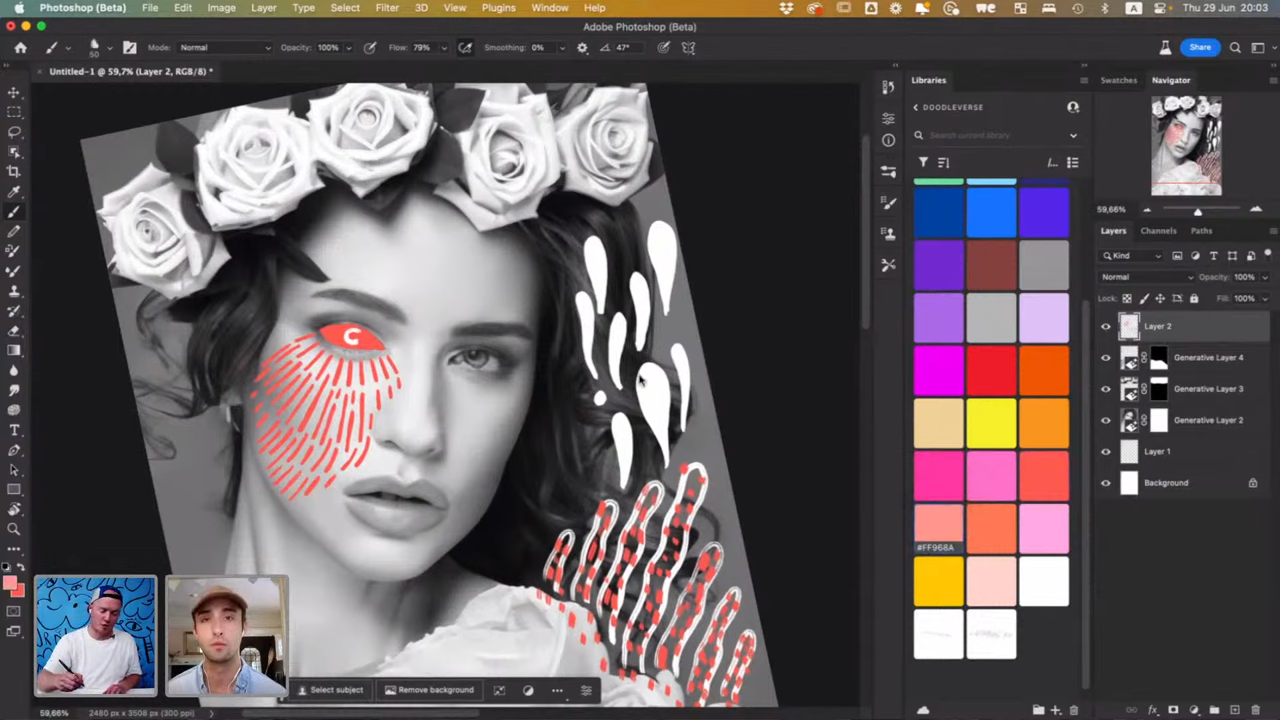 Photoshop (Beta) File Edit Image Layer Type Select Filter 3D View Plugins Window Help A Thu 29 Jun 20:03
Adobe Photoshop (Beta)
50 Mode: Normal Opacity: 100% Flow: 79% Smoothing: 0% 47° Share
Untitled-1 @ 59,7% (Layer 2, RGB/8) *
Libraries
DOODLEVERSE
Search current library
#FF968A
Swatches Navigator
59,66%
Layers Channels Paths
Kind
Normal Opacity: 100%
Lock: Fill: 100%
Layer 2
Generative Layer 4
Generative Layer 3
Generative Layer 2
Layer 1
Background
C
Select subject Remove background
59,66% 2480 px x 3508 px (300 ppi)